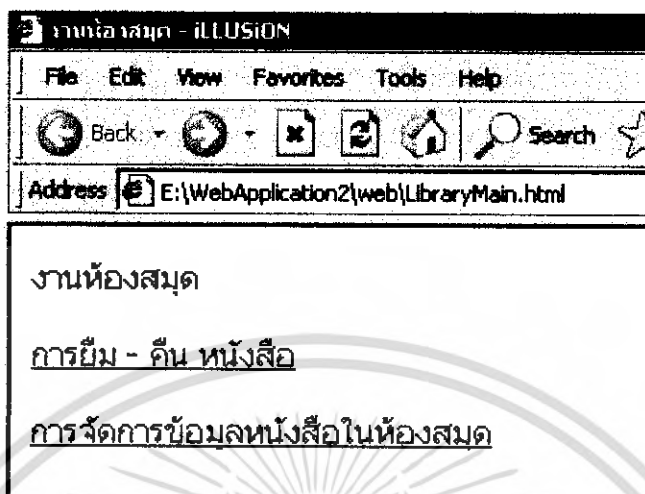 งานห้องสมุด - iLLUSiON
File Edit View Favorites Tools Help
Back Search
Address E:\WebApplication2\web\LibraryMain.html
งานห้องสมุด
การยืม - คืน หนังสือ
การจัดการข้อมูลหนังสือในห้องสมุด